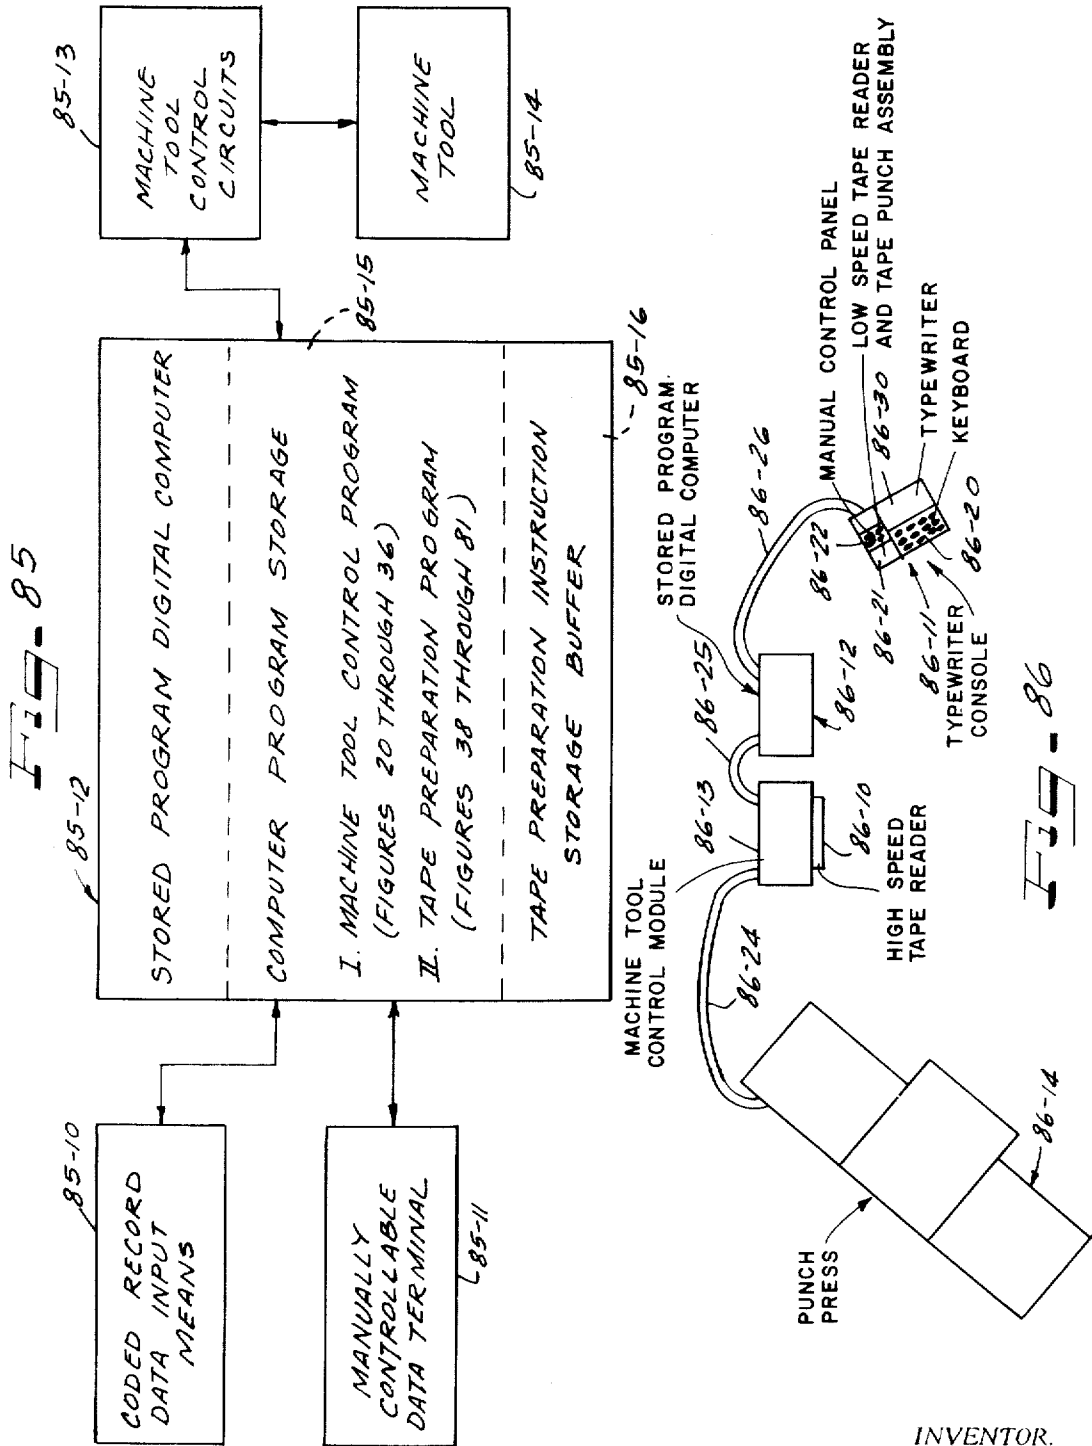 Fig-85
85-12
STORED PROGRAM DIGITAL COMPUTER
COMPUTER PROGRAM STORAGE
I. MACHINE TOOL CONTROL PROGRAM
(FIGURES 20 THROUGH 36)
II. TAPE PREPARATION PROGRAM
(FIGURES 38 THROUGH 81)
TAPE PREPARATION INSTRUCTION
STORAGE BUFFER
85-15
85-16
85-10
CODED RECORD
DATA INPUT
MEANS
MANUALLY
CONTROLLABLE
DATA TERMINAL
85-11
85-13
MACHINE
TOOL
CONTROL
CIRCUITS
MACHINE
TOOL
85-14
PUNCH
PRESS
86-14
86-24
MACHINE TOOL
CONTROL MODULE
86-13
HIGH SPEED
TAPE READER
86-10
86-25
STORED PROGRAM
DIGITAL COMPUTER
86-12
86-26
MANUAL CONTROL PANEL
LOW SPEED TAPE READER
AND TAPE PUNCH ASSEMBLY
86-30
TYPEWRITER
KEYBOARD
86-22
86-21
86-11
86-20
TYPEWRITER
CONSOLE
Fig-86
INVENTOR.